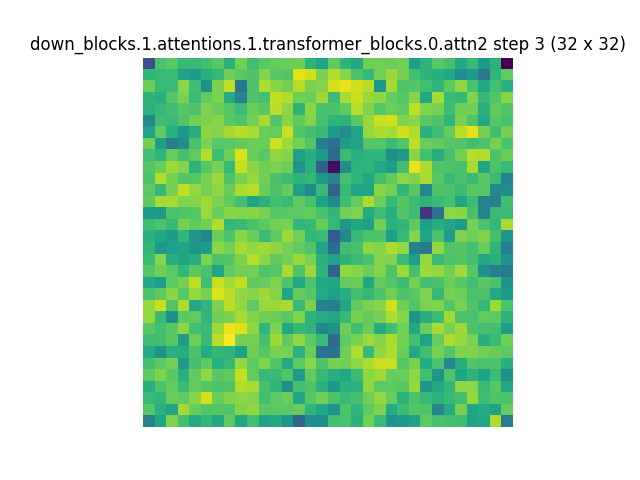 down_blocks.1.attentions.1.transformer_blocks.0.attn2 step 3 (32 x 32)